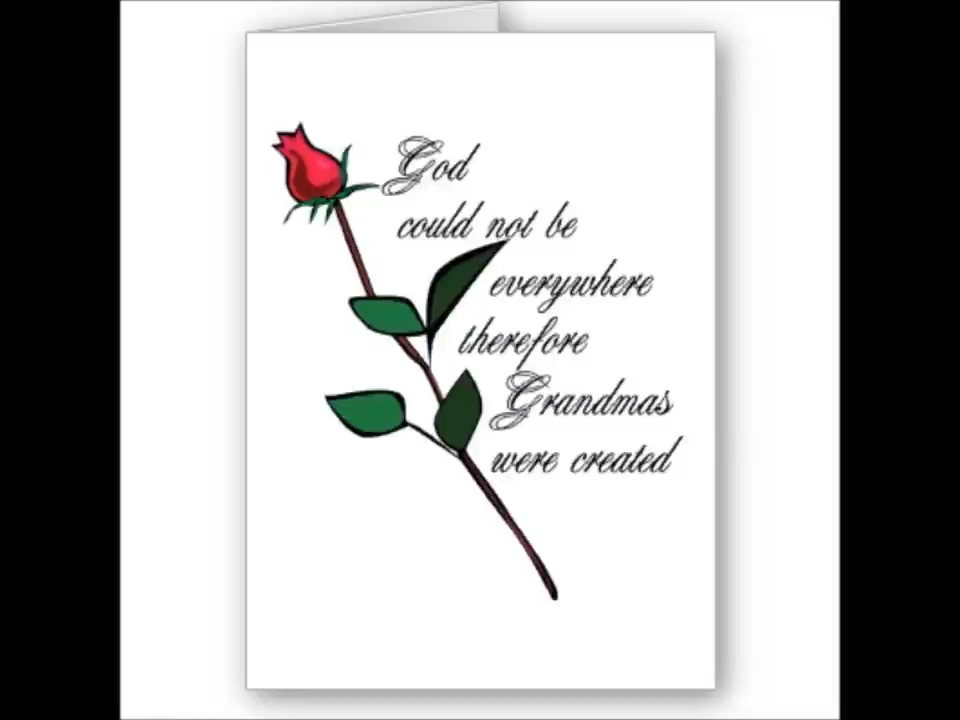 God
could not be
everywhere
therefore
Grandmas
were created